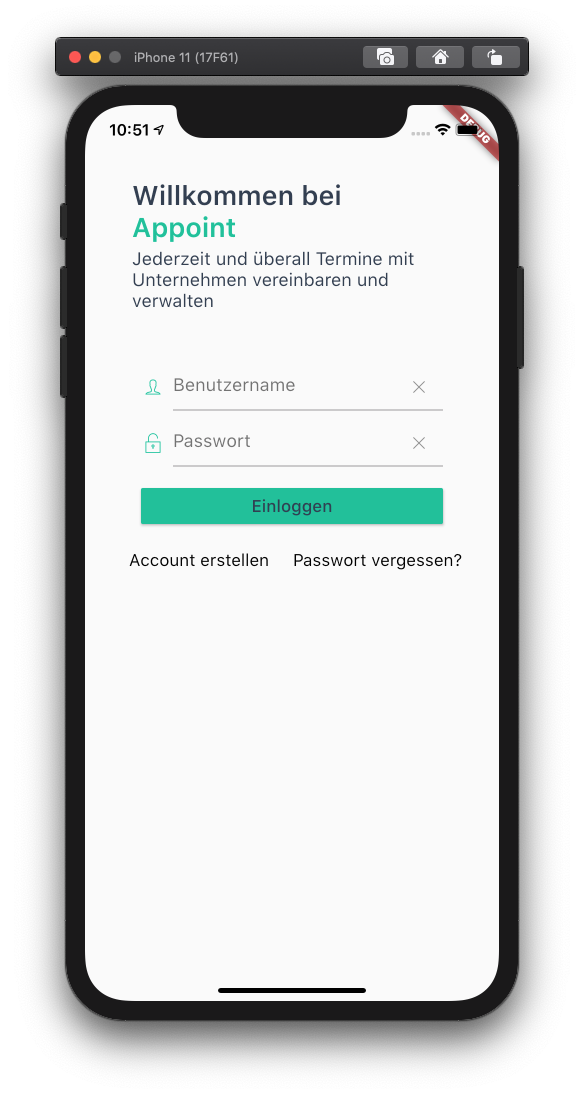 iPhone 11 (17F61)
10:51
DEBUG
Willkommen bei
Appoint
Jederzeit und überall Termine mit
Unternehmen vereinbaren und
verwalten
Benutzername
Passwort
Einloggen
Account erstellen Passwort vergessen?